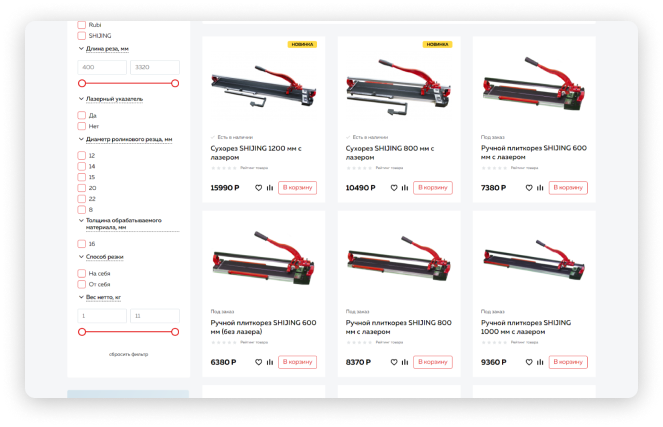 Rubi
SHIJING
Длина реза, мм
400
3320
Лазерный указатель
Да
Нет
Диаметр роликового резца, мм
12
14
15
20
22
8
Толщина обрабатываемого
материала, мм
16
Способ резки
На себя
От себя
Вес нетто, кг
1
11
сбросить фильтр
НОВИНКА
Есть в наличии
Сухорез SHIJING 1200 мм с
лазером
Рейтинг товара
15990 Р
В корзину
НОВИНКА
Есть в наличии
Сухорез SHIJING 800 мм с
лазером
Рейтинг товара
10490 Р
В корзину
Под заказ
Ручной плиткорез SHIJING 600
мм с лазером
Рейтинг товара
7380 Р
В корзину
Под заказ
Ручной плиткорез SHIJING 600
мм (без лазера)
Рейтинг товара
6380 Р
В корзину
Под заказ
Ручной плиткорез SHIJING 800
мм с лазером
Рейтинг товара
8370 Р
В корзину
Под заказ
Ручной плиткорез SHIJING
1000 мм с лазером
Рейтинг товара
9360 Р
В корзину